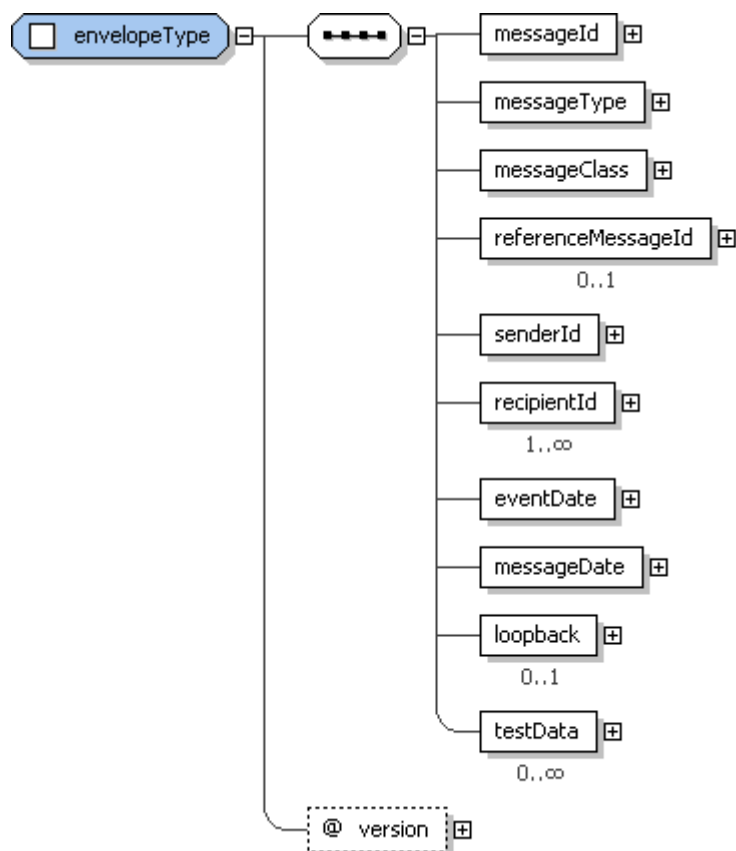 envelopeType
messageId
messageType
messageClass
referenceMessageId
0..1
senderId
recipientId
1..∞
eventDate
messageDate
loopback
0..1
testData
0..∞
@ version